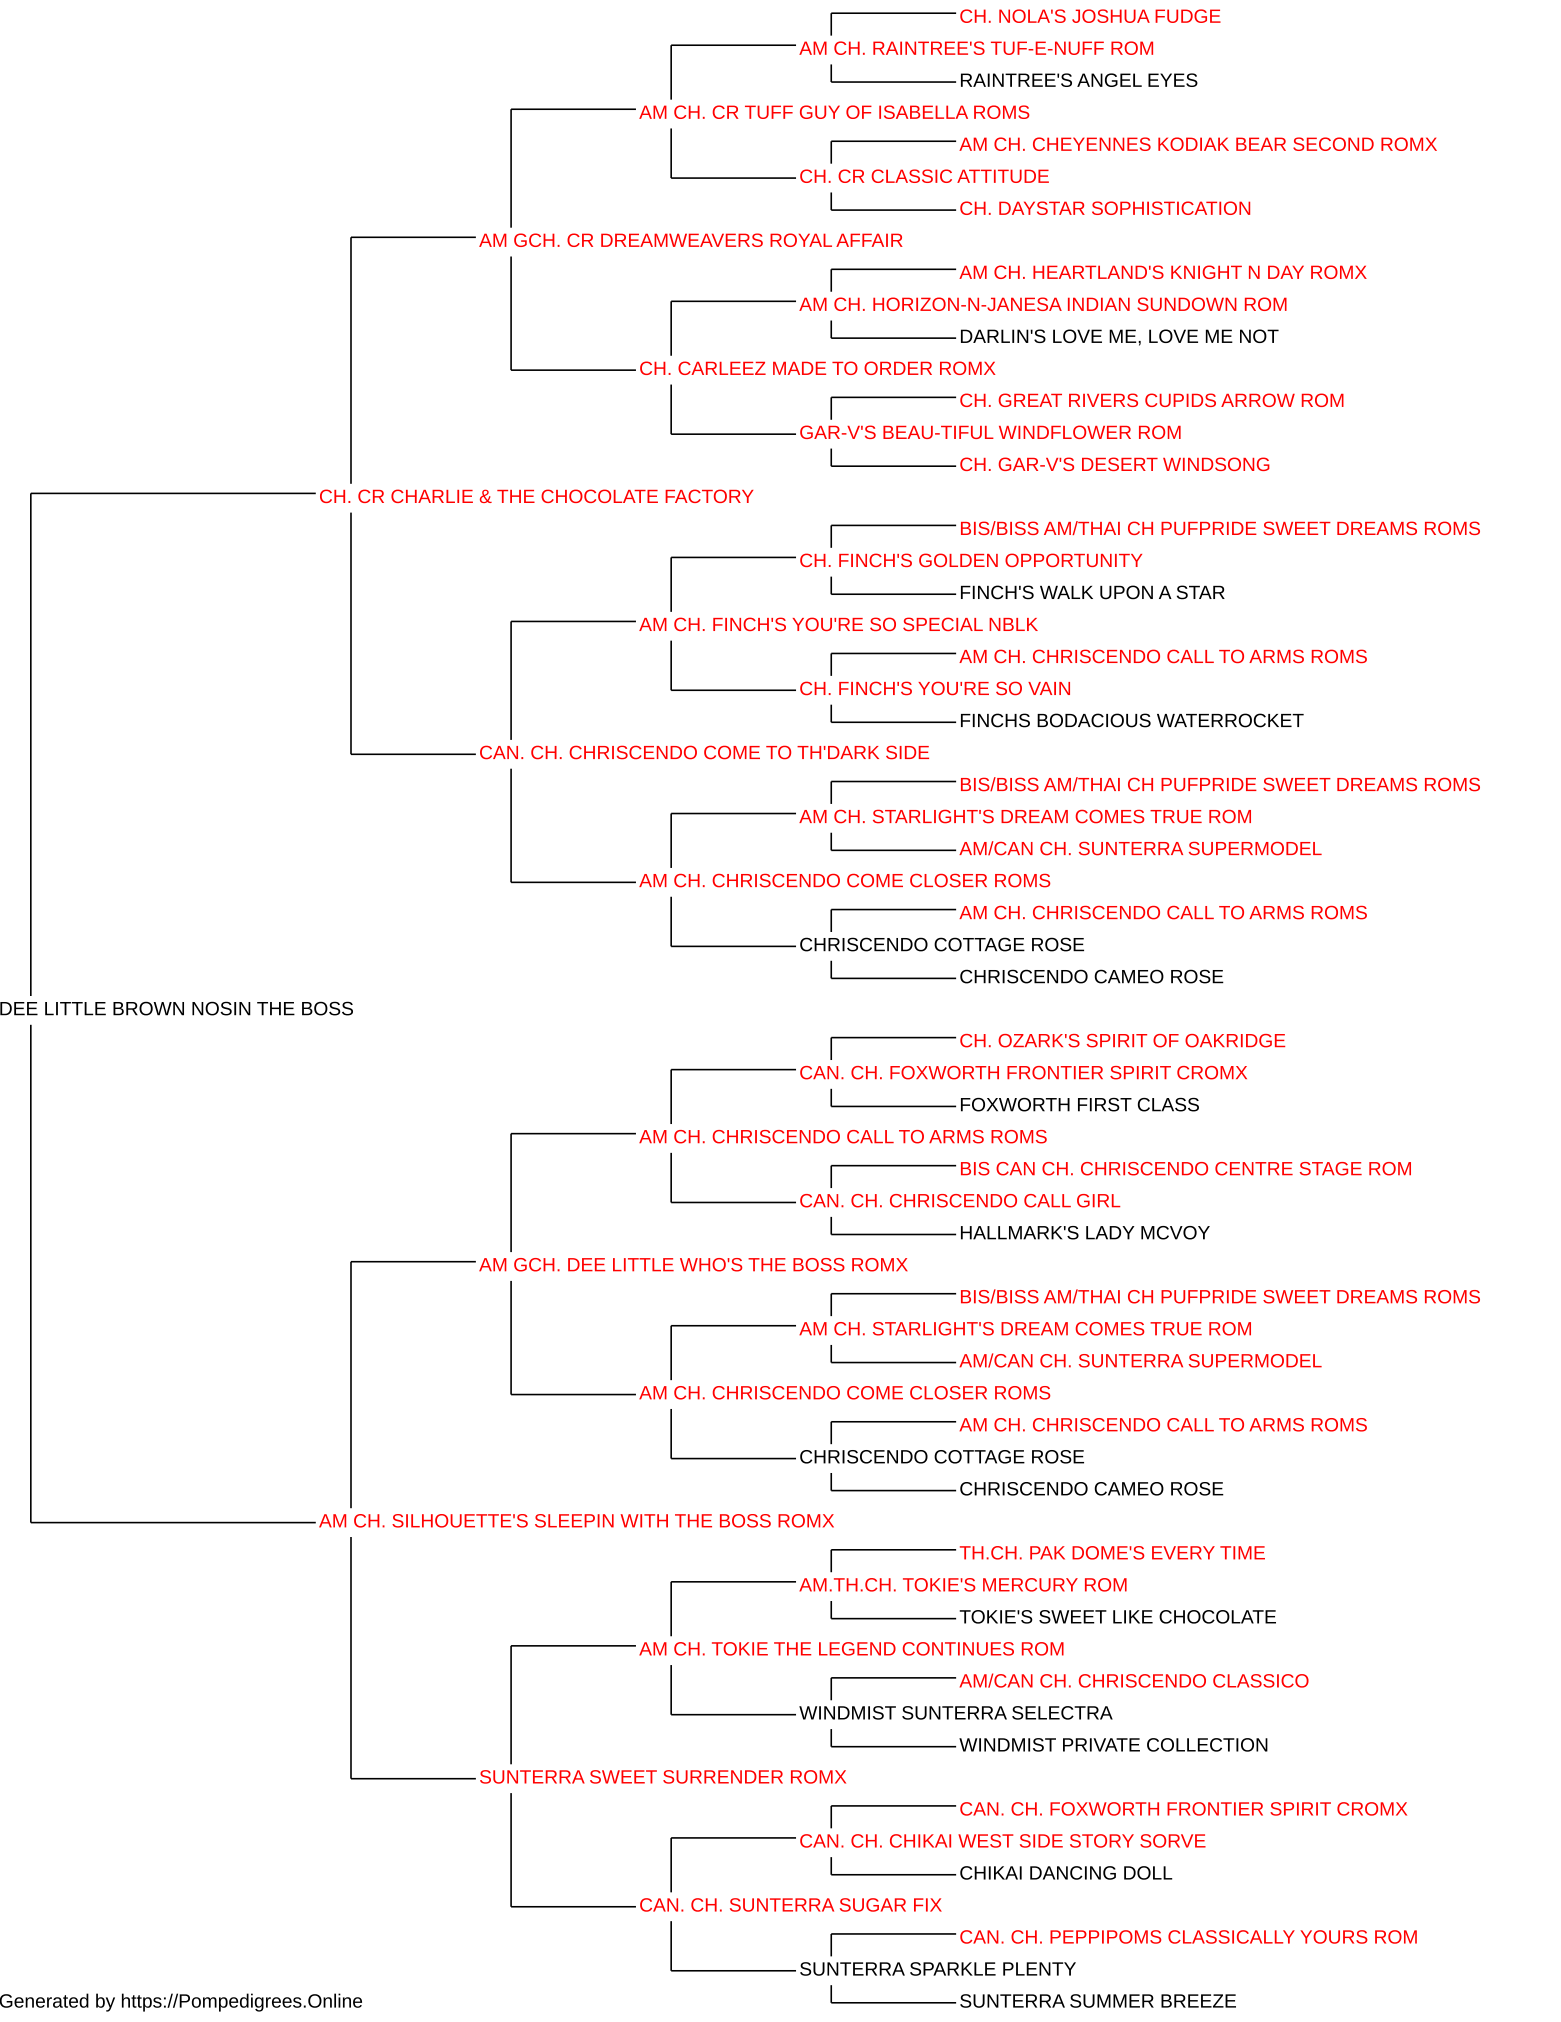 CH. NOLA'S JOSHUA FUDGE
AM CH. RAINTREE'S TUF-E-NUFF ROM
RAINTREE'S ANGEL EYES
AM CH. CR TUFF GUY OF ISABELLA ROMS
AM CH. CHEYENNES KODIAK BEAR SECOND ROMX
CH. CR CLASSIC ATTITUDE
CH. DAYSTAR SOPHISTICATION
AM GCH. CR DREAMWEAVERS ROYAL AFFAIR
AM CH. HEARTLAND'S KNIGHT N DAY ROMX
AM CH. HORIZON-N-JANESA INDIAN SUNDOWN ROM
DARLIN'S LOVE ME, LOVE ME NOT
CH. CARLEEZ MADE TO ORDER ROMX
CH. GREAT RIVERS CUPIDS ARROW ROM
GAR-V'S BEAU-TIFUL WINDFLOWER ROM
CH. GAR-V'S DESERT WINDSONG
CH. CR CHARLIE & THE CHOCOLATE FACTORY
BIS/BISS AM/THAI CH PUFPRIDE SWEET DREAMS ROMS
CH. FINCH'S GOLDEN OPPORTUNITY
FINCH'S WALK UPON A STAR
AM CH. FINCH'S YOU'RE SO SPECIAL NBLK
AM CH. CHRISCENDO CALL TO ARMS ROMS
CH. FINCH'S YOU'RE SO VAIN
FINCHS BODACIOUS WATERROCKET
CAN. CH. CHRISCENDO COME TO TH'DARK SIDE
BIS/BISS AM/THAI CH PUFPRIDE SWEET DREAMS ROMS
AM CH. STARLIGHT'S DREAM COMES TRUE ROM
AM/CAN CH. SUNTERRA SUPERMODEL
AM CH. CHRISCENDO COME CLOSER ROMS
AM CH. CHRISCENDO CALL TO ARMS ROMS
CHRISCENDO COTTAGE ROSE
CHRISCENDO CAMEO ROSE
DEE LITTLE BROWN NOSIN THE BOSS
CH. OZARK'S SPIRIT OF OAKRIDGE
CAN. CH. FOXWORTH FRONTIER SPIRIT CROMX
FOXWORTH FIRST CLASS
AM CH. CHRISCENDO CALL TO ARMS ROMS
BIS CAN CH. CHRISCENDO CENTRE STAGE ROM
CAN. CH. CHRISCENDO CALL GIRL
HALLMARK'S LADY MCVOY
AM GCH. DEE LITTLE WHO'S THE BOSS ROMX
BIS/BISS AM/THAI CH PUFPRIDE SWEET DREAMS ROMS
AM CH. STARLIGHT'S DREAM COMES TRUE ROM
AM/CAN CH. SUNTERRA SUPERMODEL
AM CH. CHRISCENDO COME CLOSER ROMS
AM CH. CHRISCENDO CALL TO ARMS ROMS
CHRISCENDO COTTAGE ROSE
CHRISCENDO CAMEO ROSE
AM CH. SILHOUETTE'S SLEEPIN WITH THE BOSS ROMX
TH.CH. PAK DOME'S EVERY TIME
AM.TH.CH. TOKIE'S MERCURY ROM
TOKIE'S SWEET LIKE CHOCOLATE
AM CH. TOKIE THE LEGEND CONTINUES ROM
AM/CAN CH. CHRISCENDO CLASSICO
WINDMIST SUNTERRA SELECTRA
WINDMIST PRIVATE COLLECTION
SUNTERRA SWEET SURRENDER ROMX
CAN. CH. FOXWORTH FRONTIER SPIRIT CROMX
CAN. CH. CHIKAI WEST SIDE STORY SORVE
CHIKAI DANCING DOLL
CAN. CH. SUNTERRA SUGAR FIX
CAN. CH. PEPPIPOMS CLASSICALLY YOURS ROM
SUNTERRA SPARKLE PLENTY
SUNTERRA SUMMER BREEZE
Generated by https://Pompedigrees.Online